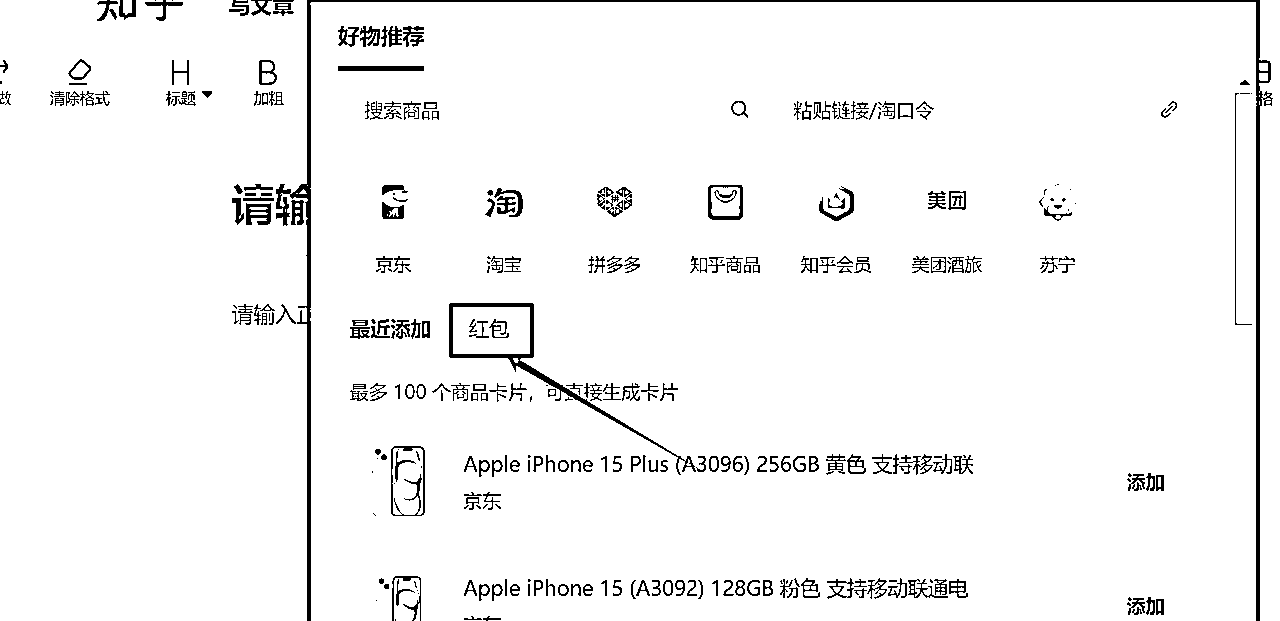 知乎
写文章
好物推荐
清除格式
H
标题
B
加粗
搜索商品
粘贴链接/淘口令
格
请输
淘
美团
京东
淘宝
拼多多
知乎商品
知乎会员
美团酒旅
苏宁
请输入正
最近添加
红包
最多 100 个商品卡片，可直接生成卡片
Apple iPhone 15 Plus (A3096) 256GB 黄色 支持移动联
京东
添加
Apple iPhone 15 (A3092) 128GB 粉色 支持移动联通电
京东
添加